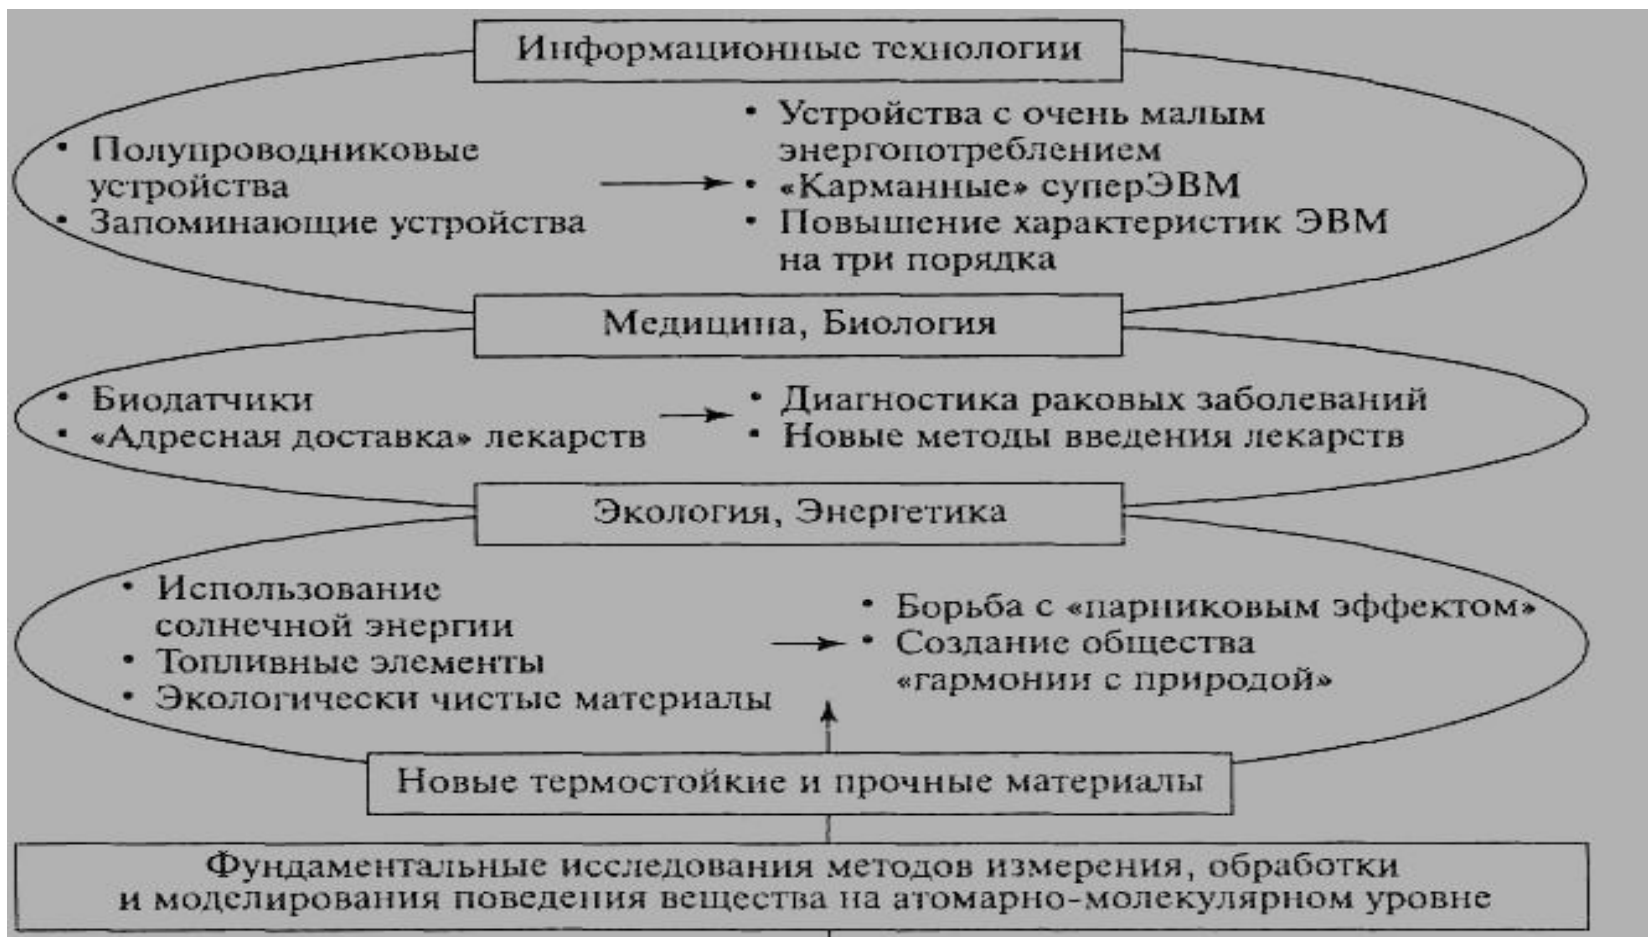 Информационные технологии
• Полупроводниковые
устройства
• Запоминающие устройства
• Устройства с очень малым
энергопотреблением
• «Карманные» суперЭВМ
• Повышение характеристик ЭВМ
на три порядка
Медицина, Биология
• Биодатчики
• «Адресная доставка» лекарств
• Диагностика раковых заболеваний
• Новые методы введения лекарств
Экология, Энергетика
• Использование
солнечной энергии
• Топливные элементы
• Экологически чистые материалы
• Борьба с «парниковым эффектом»
• Создание общества
«гармонии с природой»
Новые термостойкие и прочные материалы
Фундаментальные исследования методов измерения, обработки
и моделирования поведения вещества на атомарно-молекулярном уровне